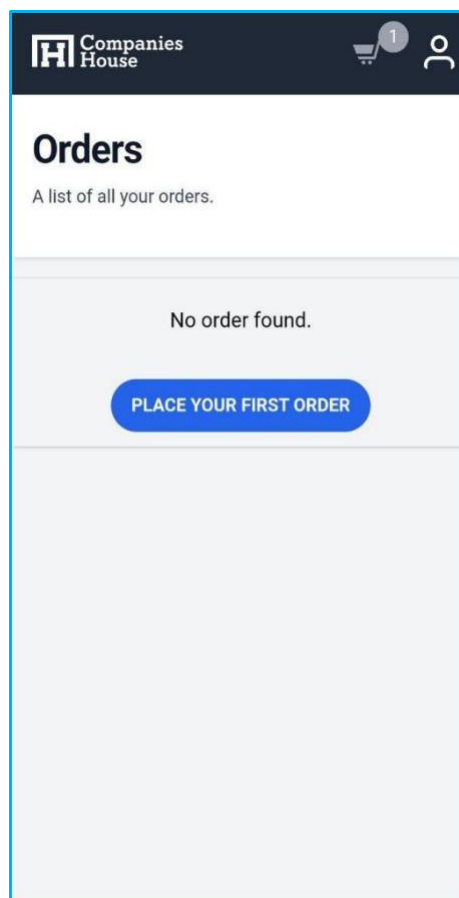 Companies
House
1
Orders
A list of all your orders.
No order found.
PLACE YOUR FIRST ORDER